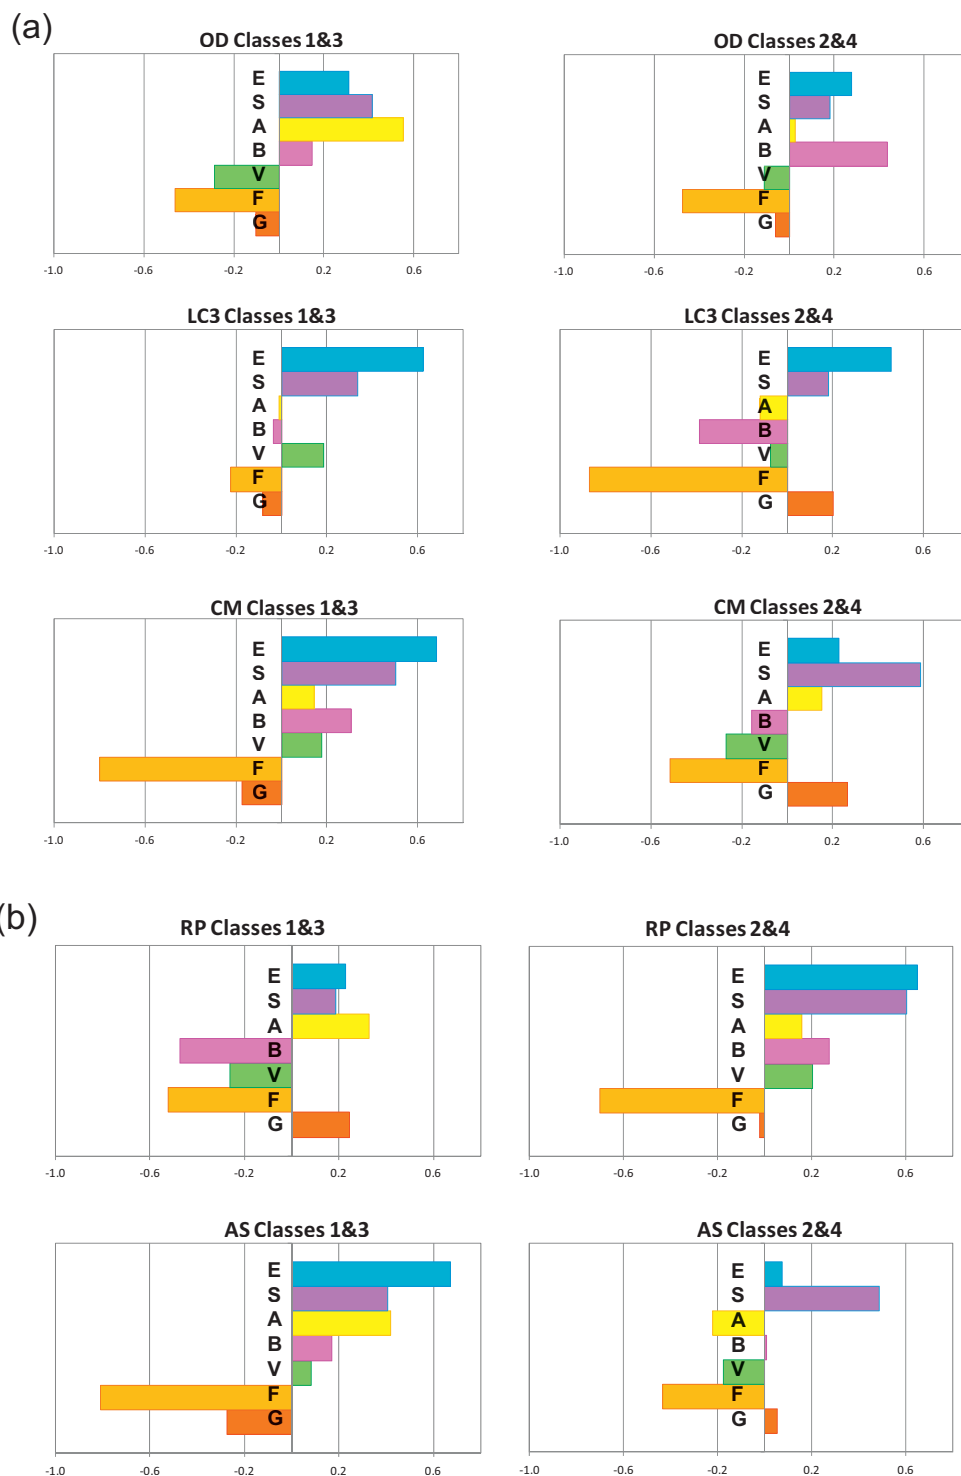 (a)
OD Classes 1&3
E
S
A
B
V
F
G
-1.0 -0.6 -0.2 0.2 0.6
OD Classes 2&4
E
S
A
B
V
F
G
-1.0 -0.6 -0.2 0.2 0.6
LC3 Classes 1&3
E
S
A
B
V
F
G
-1.0 -0.6 -0.2 0.2 0.6
LC3 Classes 2&4
E
S
A
B
V
F
G
-1.0 -0.6 -0.2 0.2 0.6
CM Classes 1&3
E
S
A
B
V
F
G
-1.0 -0.6 -0.2 0.2 0.6
CM Classes 2&4
E
S
A
B
V
F
G
-1.0 -0.6 -0.2 0.2 0.6
(b)
RP Classes 1&3
E
S
A
B
V
F
G
-1.0 -0.6 -0.2 0.2 0.6
RP Classes 2&4
E
S
A
B
V
F
G
-1.0 -0.6 -0.2 0.2 0.6
AS Classes 1&3
E
S
A
B
V
F
G
-1.0 -0.6 -0.2 0.2 0.6
AS Classes 2&4
E
S
A
B
V
F
G
-1.0 -0.6 -0.2 0.2 0.6